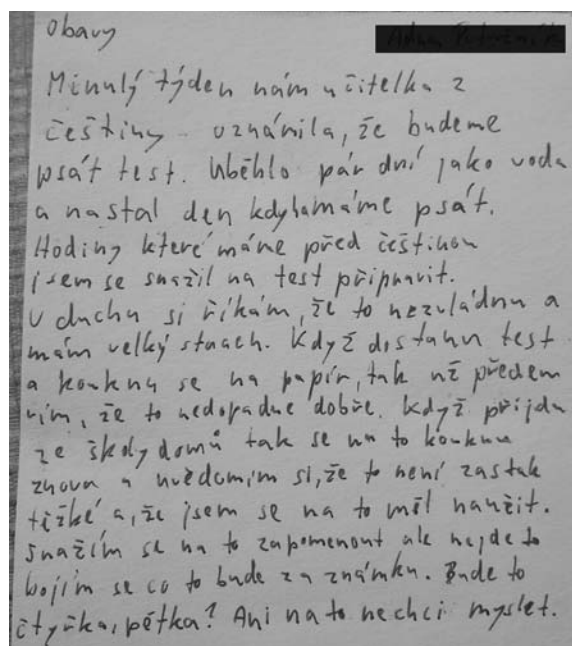 Obavy
Minulý týden nám učitelka z
češtiny oznámila, že budeme
psát test. Uběhlo pár dní jako voda
a nastal den kdy máme psát.
Hodiny které máme před češtinou
jsem se snažil na test připravit.
V duchu si říkám, že to nezvládnu a
mám velký strach. Když dostanu test
a kouknu se na papír, tak už předem
vím, že to nedopadne dobře. Když přijdu
ze školy domů tak se na to kouknu
znova a uvědomím si, že to není zas tak
těžké a, že jsem se na to měl naučit.
Snažím se na to zapomenout ale nejde to
bojím se co to bude za známku. Bude to
čtyřka, pětka? Ani na to nechci myslet.